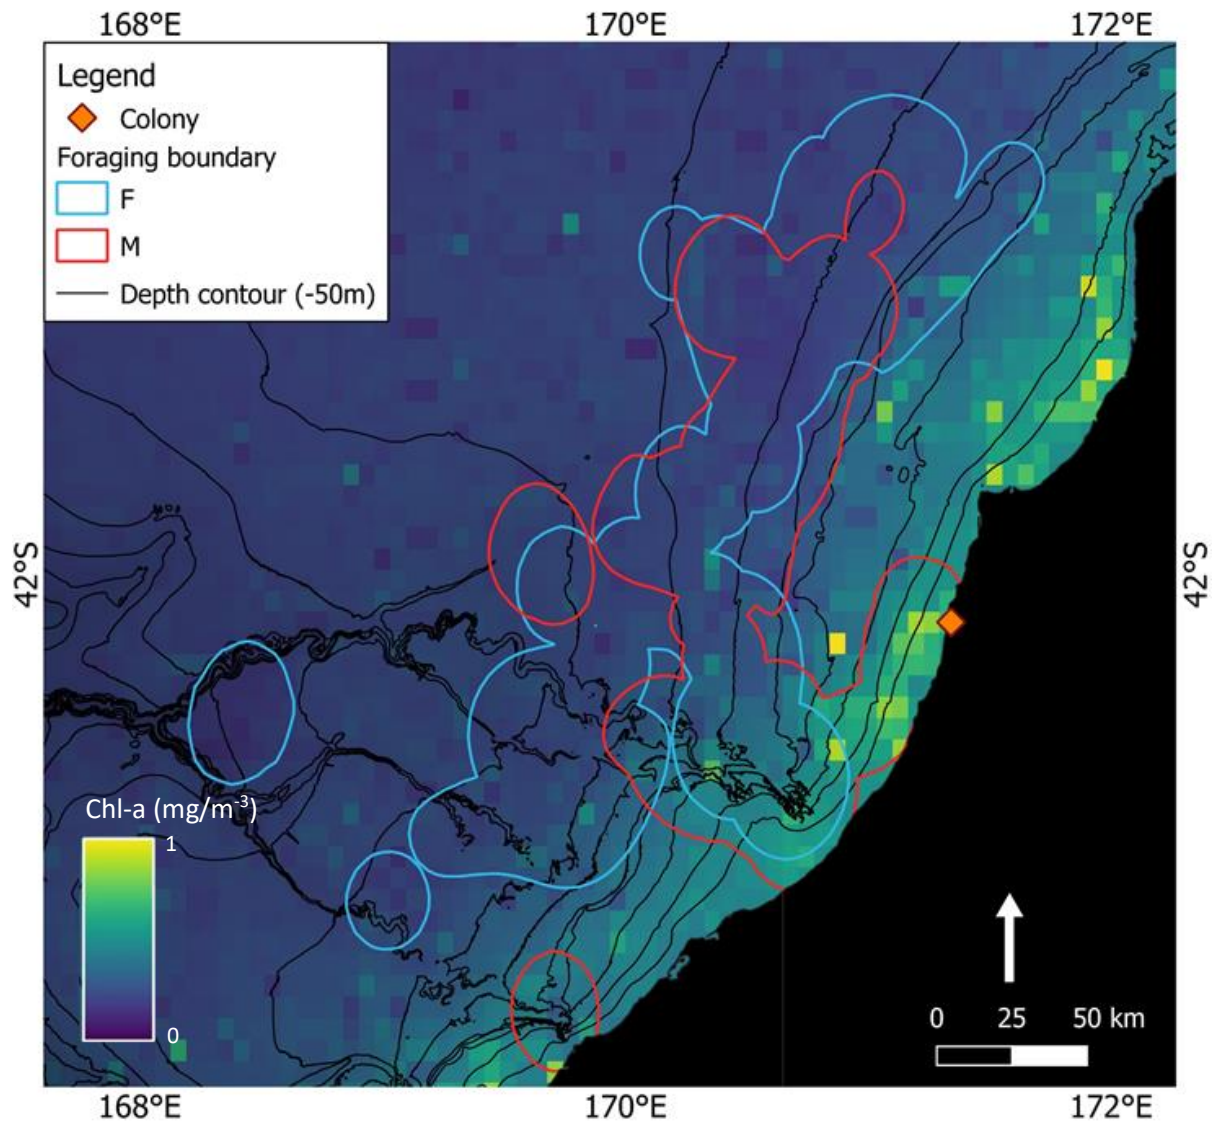 168°E 170°E 172°E
Legend
Colony
Foraging boundary
F
M
Depth contour (-50m)
42°S 42°S
Chl-a (mg/m-3)
1
0
0 25 50 km
168°E 170°E 172°E